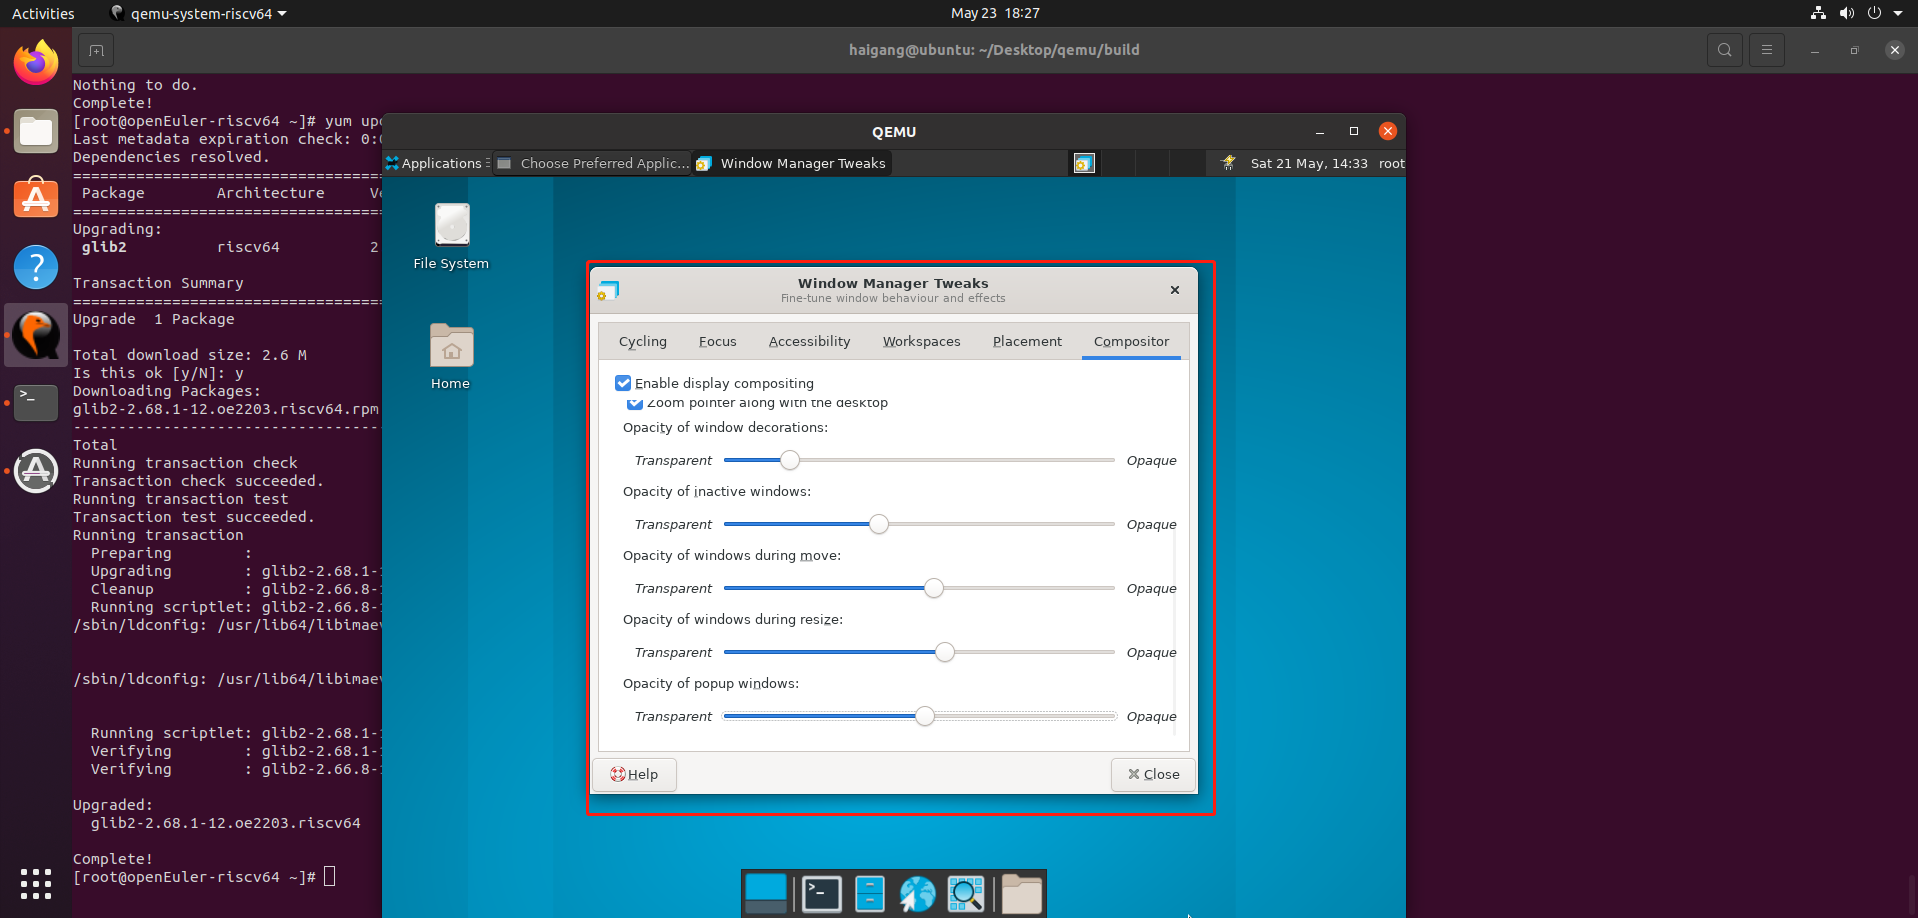 Activities
qemu-system-riscv64
May 23 18:27
haigang@ubuntu: ~/Desktop/qemu/build
Nothing to do.
Complete!
[root@openEuler-riscv64 ~]# yum upd
Last metadata expiration check: 0:0
Dependencies resolved.
================================
Package Architecture Ve
================================
Upgrading:
glib2 riscv64 2
Transaction Summary
================================
Upgrade 1 Package
Total download size: 2.6 M
Is this ok [y/N]: y
Downloading Packages:
glib2-2.68.1-12.oe2203.riscv64.rpm
--------------------------------
Total
Running transaction check
Transaction check succeeded.
Running transaction test
Transaction test succeeded.
Running transaction
Preparing :
Upgrading : glib2-2.68.1-1
Cleanup : glib2-2.66.8-1
Running scriptlet: glib2-2.66.8-1
/sbin/ldconfig: /usr/lib64/libimaev
/sbin/ldconfig: /usr/lib64/libimaev
Running scriptlet: glib2-2.68.1-1
Verifying : glib2-2.68.1-1
Verifying : glib2-2.66.8-1
Upgraded:
glib2-2.68.1-12.oe2203.riscv64
Complete!
[root@openEuler-riscv64 ~]#
QEMU
Applications
Choose Preferred Applic...
Window Manager Tweaks
Sat 21 May, 14:33
root
File System
Home
Window Manager Tweaks
Fine-tune window behaviour and effects
Cycling
Focus
Accessibility
Workspaces
Placement
Compositor
Enable display compositing
Zoom pointer along with the desktop
Opacity of window decorations:
Transparent Opaque
Opacity of inactive windows:
Transparent Opaque
Opacity of windows during move:
Transparent Opaque
Opacity of windows during resize:
Transparent Opaque
Opacity of popup windows:
Transparent Opaque
Help
Close